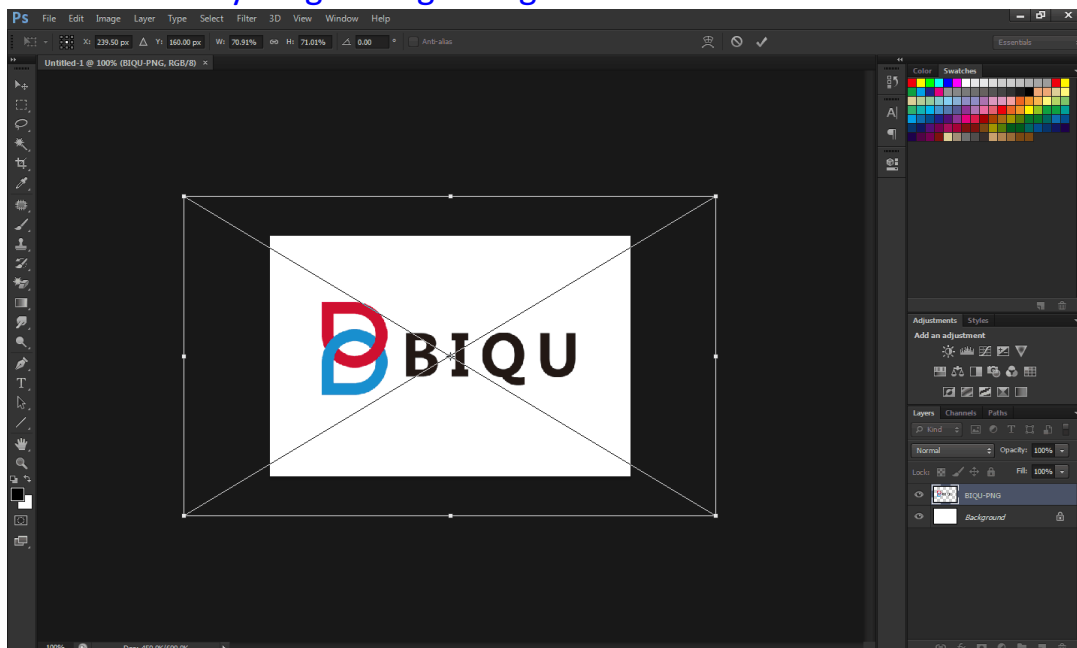 Ps File Edit Image Layer Type Select Filter 3D View Window Help
X: 239.50 px Y: 160.00 px W: 70.91% H: 71.01% 0.00 ° Anti-alias Essentials
Untitled-1 @ 100% (BIQU-PNG, RGB/8) ×
Color Swatches
BIQU
Adjustments Styles
Add an adjustment
Layers Channels Paths
Kind
Normal Opacity: 100%
Lock: Fill: 100%
BIQU-PNG
Background
100%